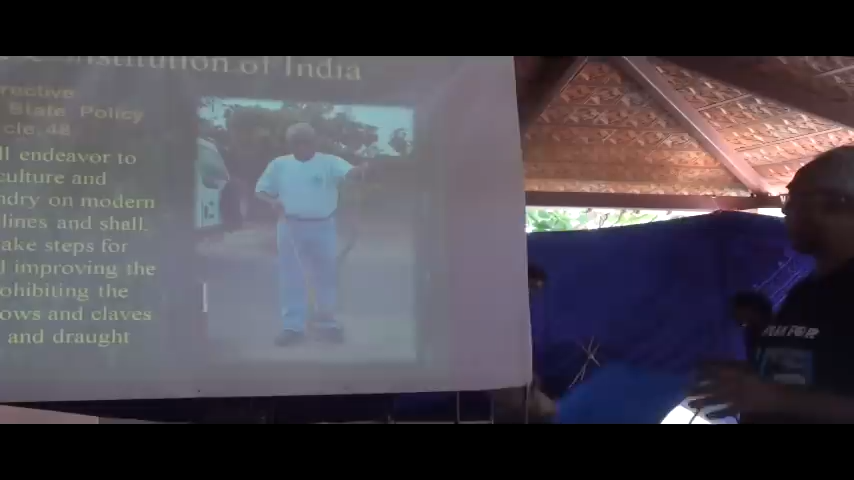 Constitution of India
rective
State Policy
cle.48
ll endeavor to
culture and
ndry on modern
lines and shall,
ake steps for
d improving the
ohibiting the
ows and claves
and draught